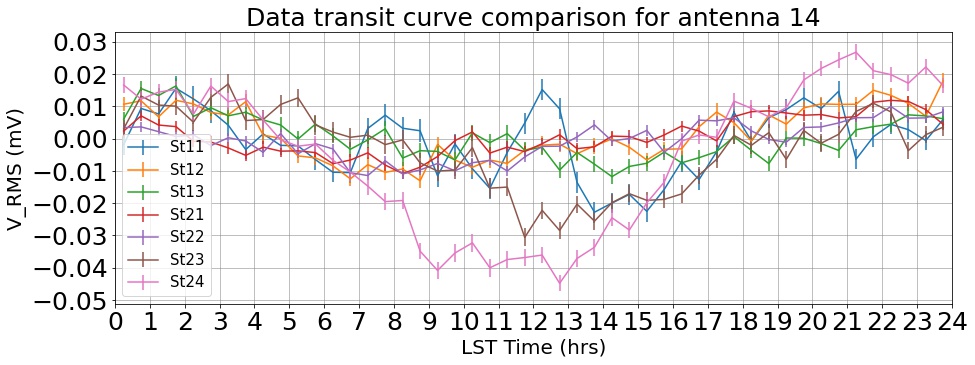 Data transit curve comparison for antenna 14
V_RMS (mV)
0.03
0.02
0.01
0.00
−0.01
−0.02
−0.03
−0.04
−0.05
St11
St12
St13
St21
St22
St23
St24
0 1 2 3 4 5 6 7 8 9 10 11 12 13 14 15 16 17 18 19 20 21 22 23 24
LST Time (hrs)